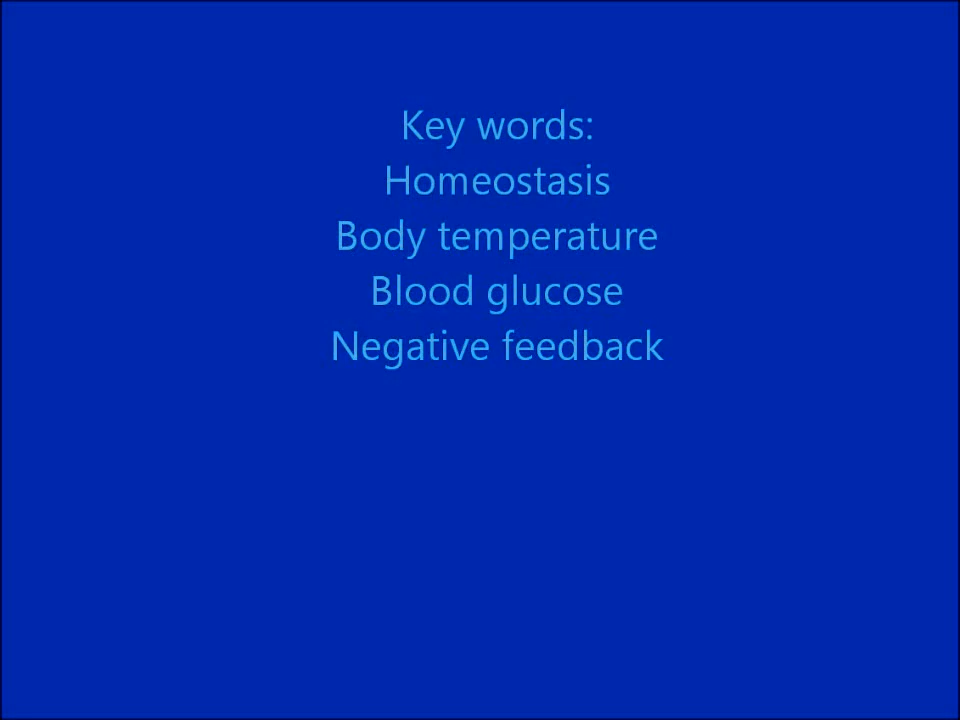 Key words:
Homeostasis
Body temperature
Blood glucose
Negative feedback